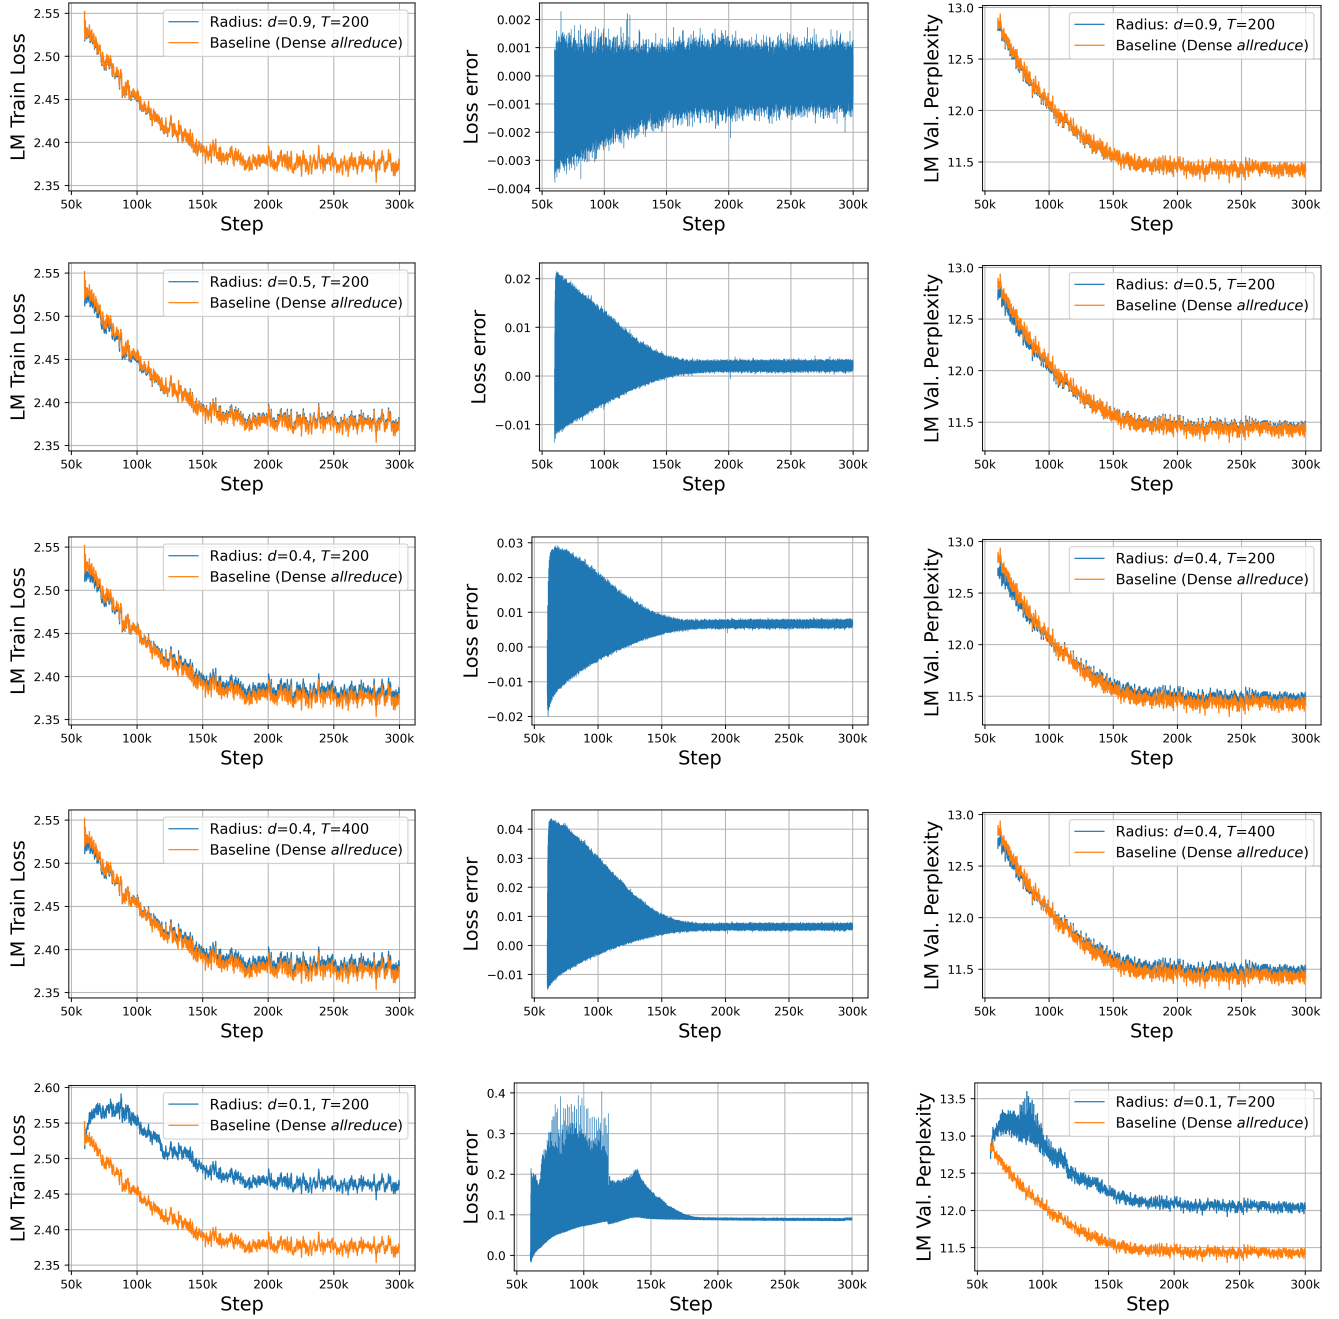 2.55
2.50
2.45
2.40
2.35
50k 100k 150k 200k 250k 300k
LM Train Loss
Step
Radius: d=0.9, T=200
Baseline (Dense allreduce)
0.002
0.001
0.000
−0.001
−0.002
−0.003
−0.004
50k 100k 150k 200k 250k 300k
Loss error
Step
13.0
12.5
12.0
11.5
50k 100k 150k 200k 250k 300k
LM Val. Perplexity
Step
Radius: d=0.9, T=200
Baseline (Dense allreduce)
2.55
2.50
2.45
2.40
2.35
50k 100k 150k 200k 250k 300k
LM Train Loss
Step
Radius: d=0.5, T=200
Baseline (Dense allreduce)
0.02
0.01
0.00
−0.01
50k 100k 150k 200k 250k 300k
Loss error
Step
13.0
12.5
12.0
11.5
50k 100k 150k 200k 250k 300k
LM Val. Perplexity
Step
Radius: d=0.5, T=200
Baseline (Dense allreduce)
2.55
2.50
2.45
2.40
2.35
50k 100k 150k 200k 250k 300k
LM Train Loss
Step
Radius: d=0.4, T=200
Baseline (Dense allreduce)
0.03
0.02
0.01
0.00
−0.01
−0.02
50k 100k 150k 200k 250k 300k
Loss error
Step
13.0
12.5
12.0
11.5
50k 100k 150k 200k 250k 300k
LM Val. Perplexity
Step
Radius: d=0.4, T=200
Baseline (Dense allreduce)
2.55
2.50
2.45
2.40
2.35
50k 100k 150k 200k 250k 300k
LM Train Loss
Step
Radius: d=0.4, T=400
Baseline (Dense allreduce)
0.04
0.03
0.02
0.01
0.00
−0.01
50k 100k 150k 200k 250k 300k
Loss error
Step
13.0
12.5
12.0
11.5
50k 100k 150k 200k 250k 300k
LM Val. Perplexity
Step
Radius: d=0.4, T=400
Baseline (Dense allreduce)
2.60
2.55
2.50
2.45
2.40
2.35
50k 100k 150k 200k 250k 300k
LM Train Loss
Step
Radius: d=0.1, T=200
Baseline (Dense allreduce)
0.4
0.3
0.2
0.1
0.0
50k 100k 150k 200k 250k 300k
Loss error
Step
13.5
13.0
12.5
12.0
11.5
50k 100k 150k 200k 250k 300k
LM Val. Perplexity
Step
Radius: d=0.1, T=200
Baseline (Dense allreduce)